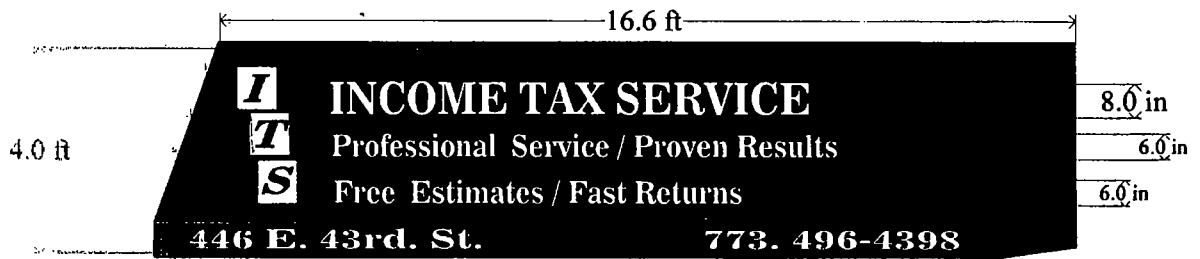 16.6 ft
I
INCOME TAX SERVICE
8.0 in
T
Professional Service / Proven Results
6.0 in
4.0 ft
S
Free Estimates / Fast Returns
6.0 in
446 E. 43rd. St.
773. 496-4398